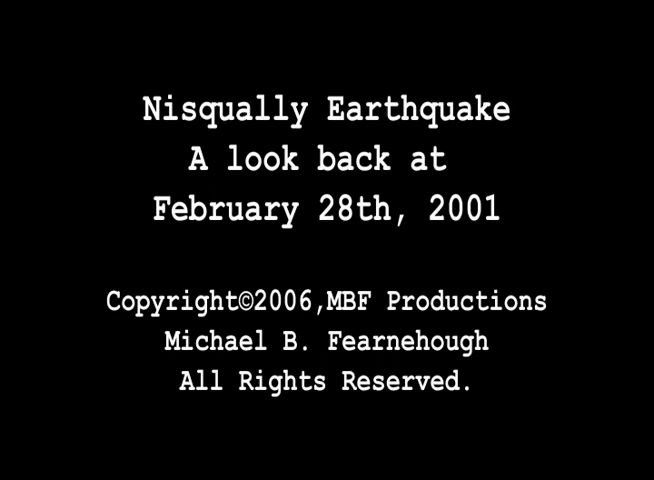 Nisqually Earthquake
A look back at
February 28th, 2001
Copyright©2006,MBF Productions
Michael B. Fearnehough
All Rights Reserved.